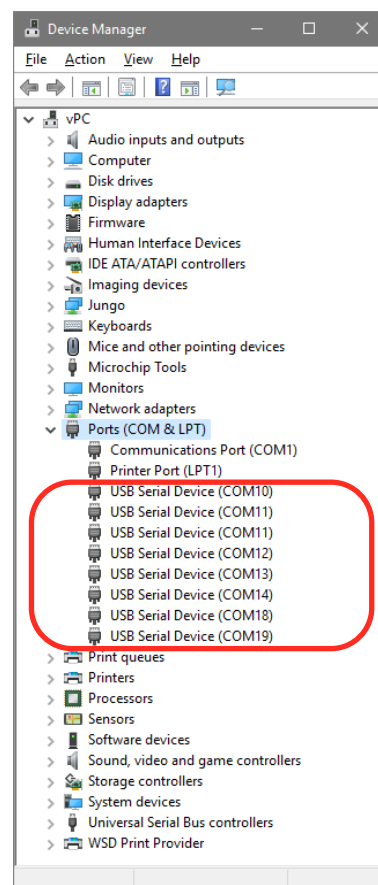 Device Manager
File Action View Help
vPC
Audio inputs and outputs
Computer
Disk drives
Display adapters
Firmware
Human Interface Devices
IDE ATA/ATAPI controllers
Imaging devices
Jungo
Keyboards
Mice and other pointing devices
Microchip Tools
Monitors
Network adapters
Ports (COM & LPT)
Communications Port (COM1)
Printer Port (LPT1)
USB Serial Device (COM10)
USB Serial Device (COM11)
USB Serial Device (COM11)
USB Serial Device (COM12)
USB Serial Device (COM13)
USB Serial Device (COM14)
USB Serial Device (COM18)
USB Serial Device (COM19)
Print queues
Printers
Processors
Sensors
Software devices
Sound, video and game controllers
Storage controllers
System devices
Universal Serial Bus controllers
WSD Print Provider